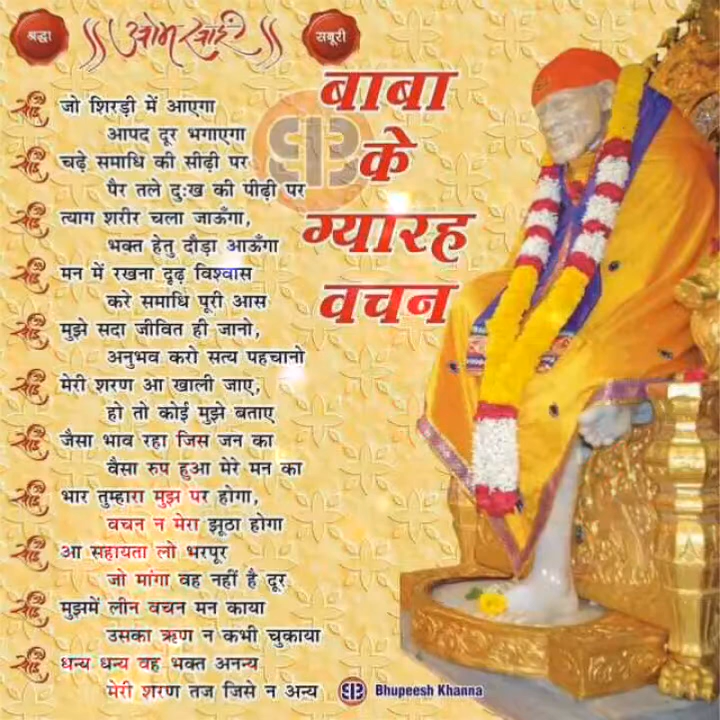 श्रद्धा
ॐ साईं
सबूरी
बाबा
के
ग्यारह
वचन
जो शिरड़ी में आएगा
आपद दूर भगाएगा
चढ़े समाधि की सीढ़ी पर
पैर तले दुःख की पीढ़ी पर
त्याग शरीर चला जाऊँगा,
भक्त हेतु दौड़ा आऊँगा
मन में रखना दृढ़ विश्वास
करे समाधि पूरी आस
मुझे सदा जीवित ही जानो,
अनुभव करो सत्य पहचानो
मेरी शरण आ खाली जाए,
हो तो कोई मुझे बताए
जैसा भाव रहा जिस जन का
वैसा रुप हुआ मेरे मन का
भार तुम्हारा मुझ पर होगा,
वचन न मेरा झूठा होगा
आ सहायता लो भरपूर
जो मांगा वह नहीं है दूर
मुझमें लीन वचन मन काया
उसका ऋण न कभी चुकाया
धन्य धन्य वह भक्त अनन्य
मेरी शरण तज जिसे न अन्य
Bhupeesh Khanna